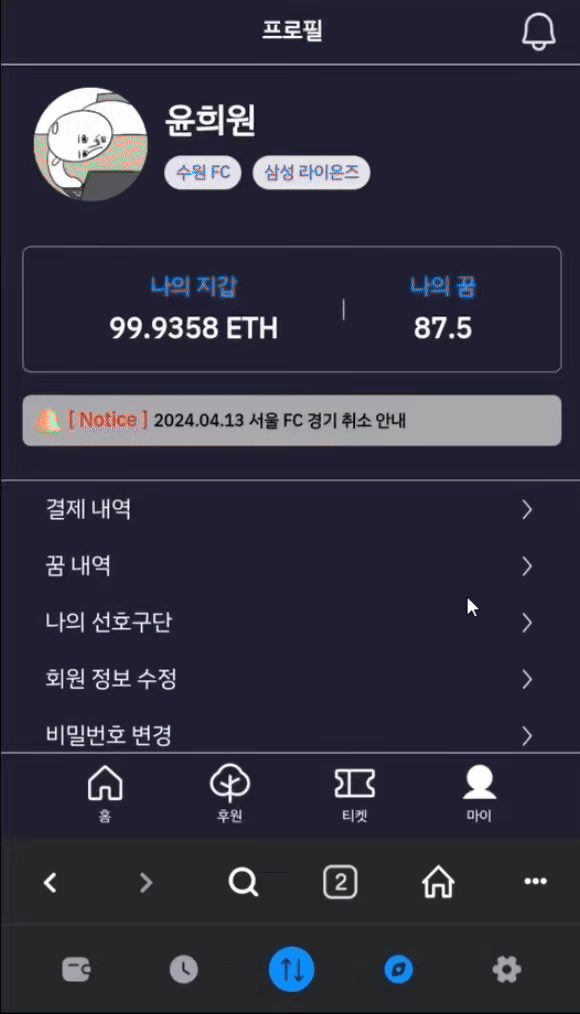 프로필
윤희원
수원 FC 삼성 라이온즈
나의 지갑 나의 꿈
99.9358 ETH 87.5
[ Notice ] 2024.04.13 서울 FC 경기 취소 안내
결제 내역
꿈 내역
나의 선호구단
회원 정보 수정
비밀번호 변경
홈 후원 티켓 마이
2